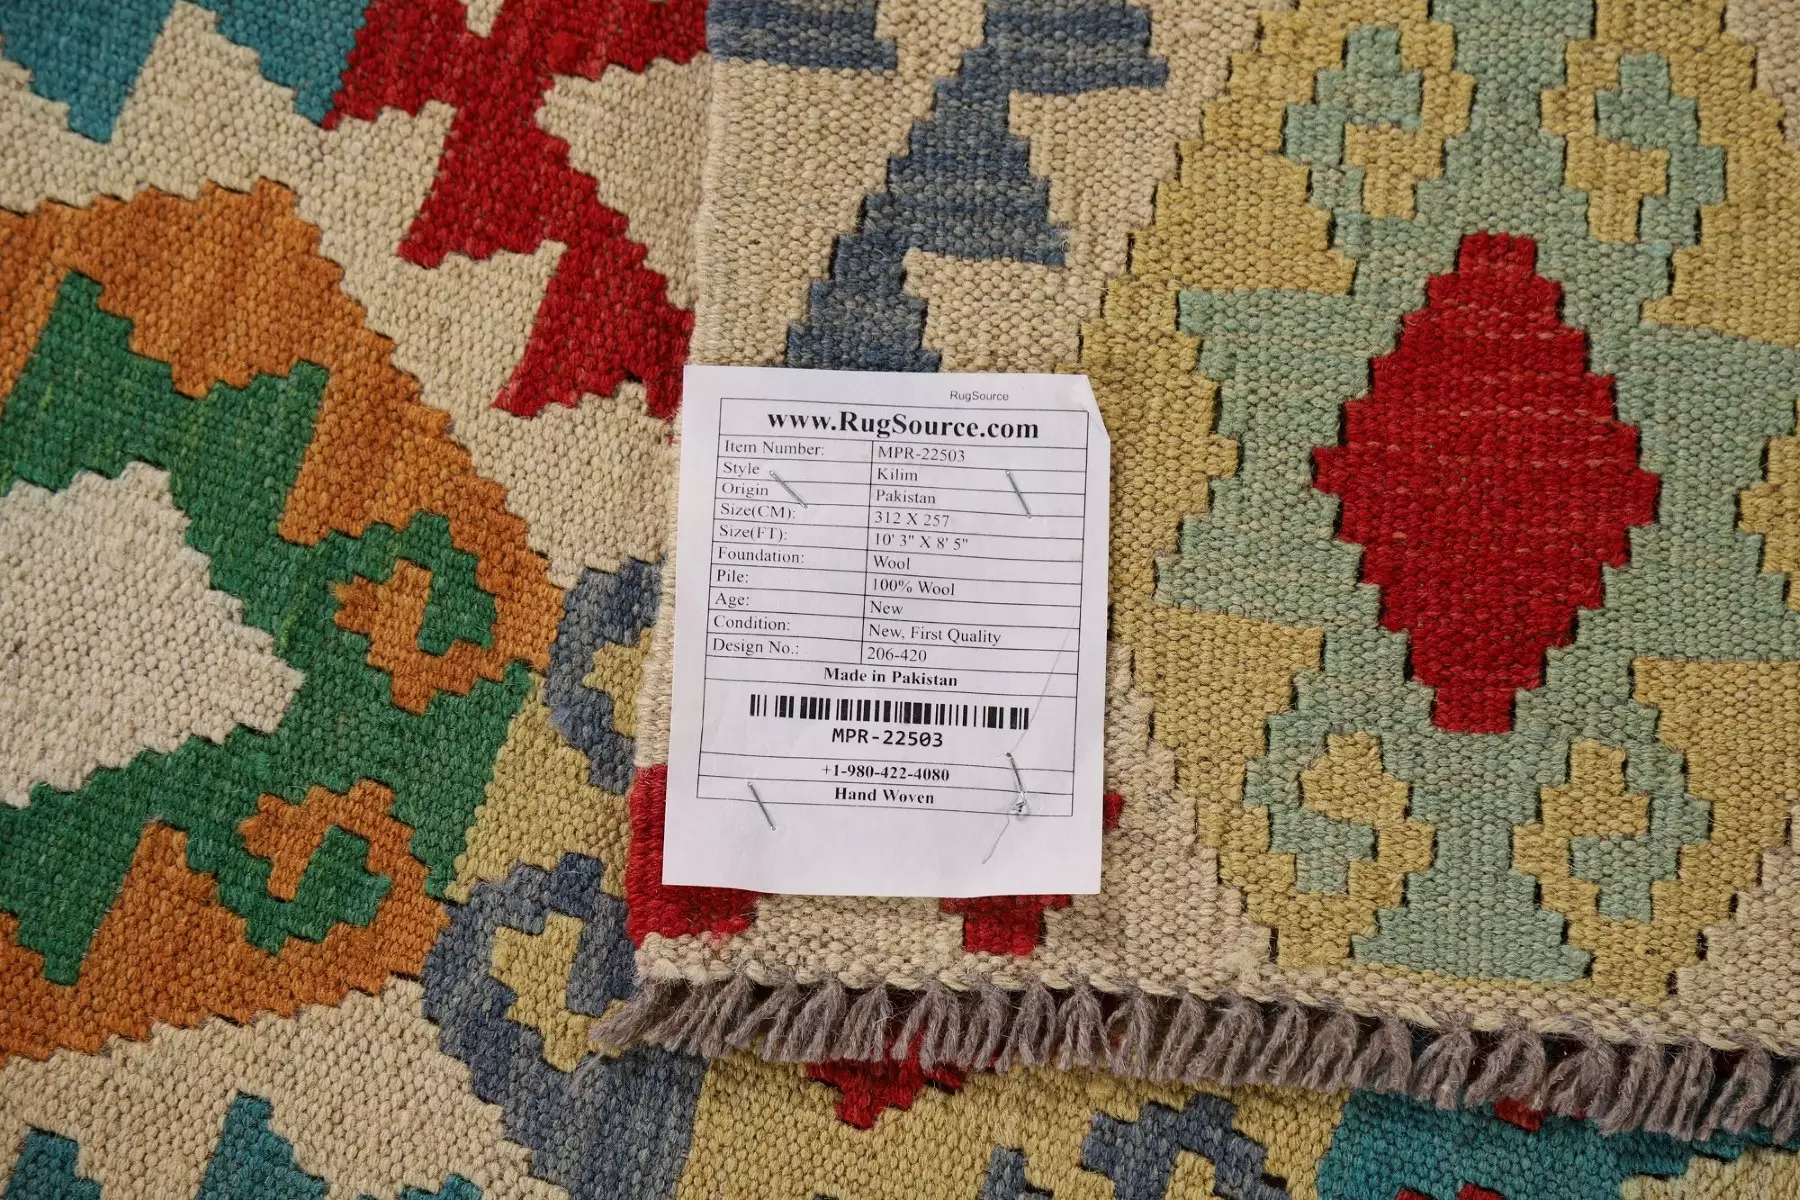 RugSource
www.RugSource.com
Item Number: MPR-22503
Style Kilim
Origin Pakistan
Size(CM): 312 X 257
Size(FT): 10' 3" X 8' 5"
Foundation: Wool
Pile: 100% Wool
Age: New
Condition: New, First Quality
Design No.: 206-420
Made in Pakistan
MPR-22503
+1-980-422-4080
Hand Woven